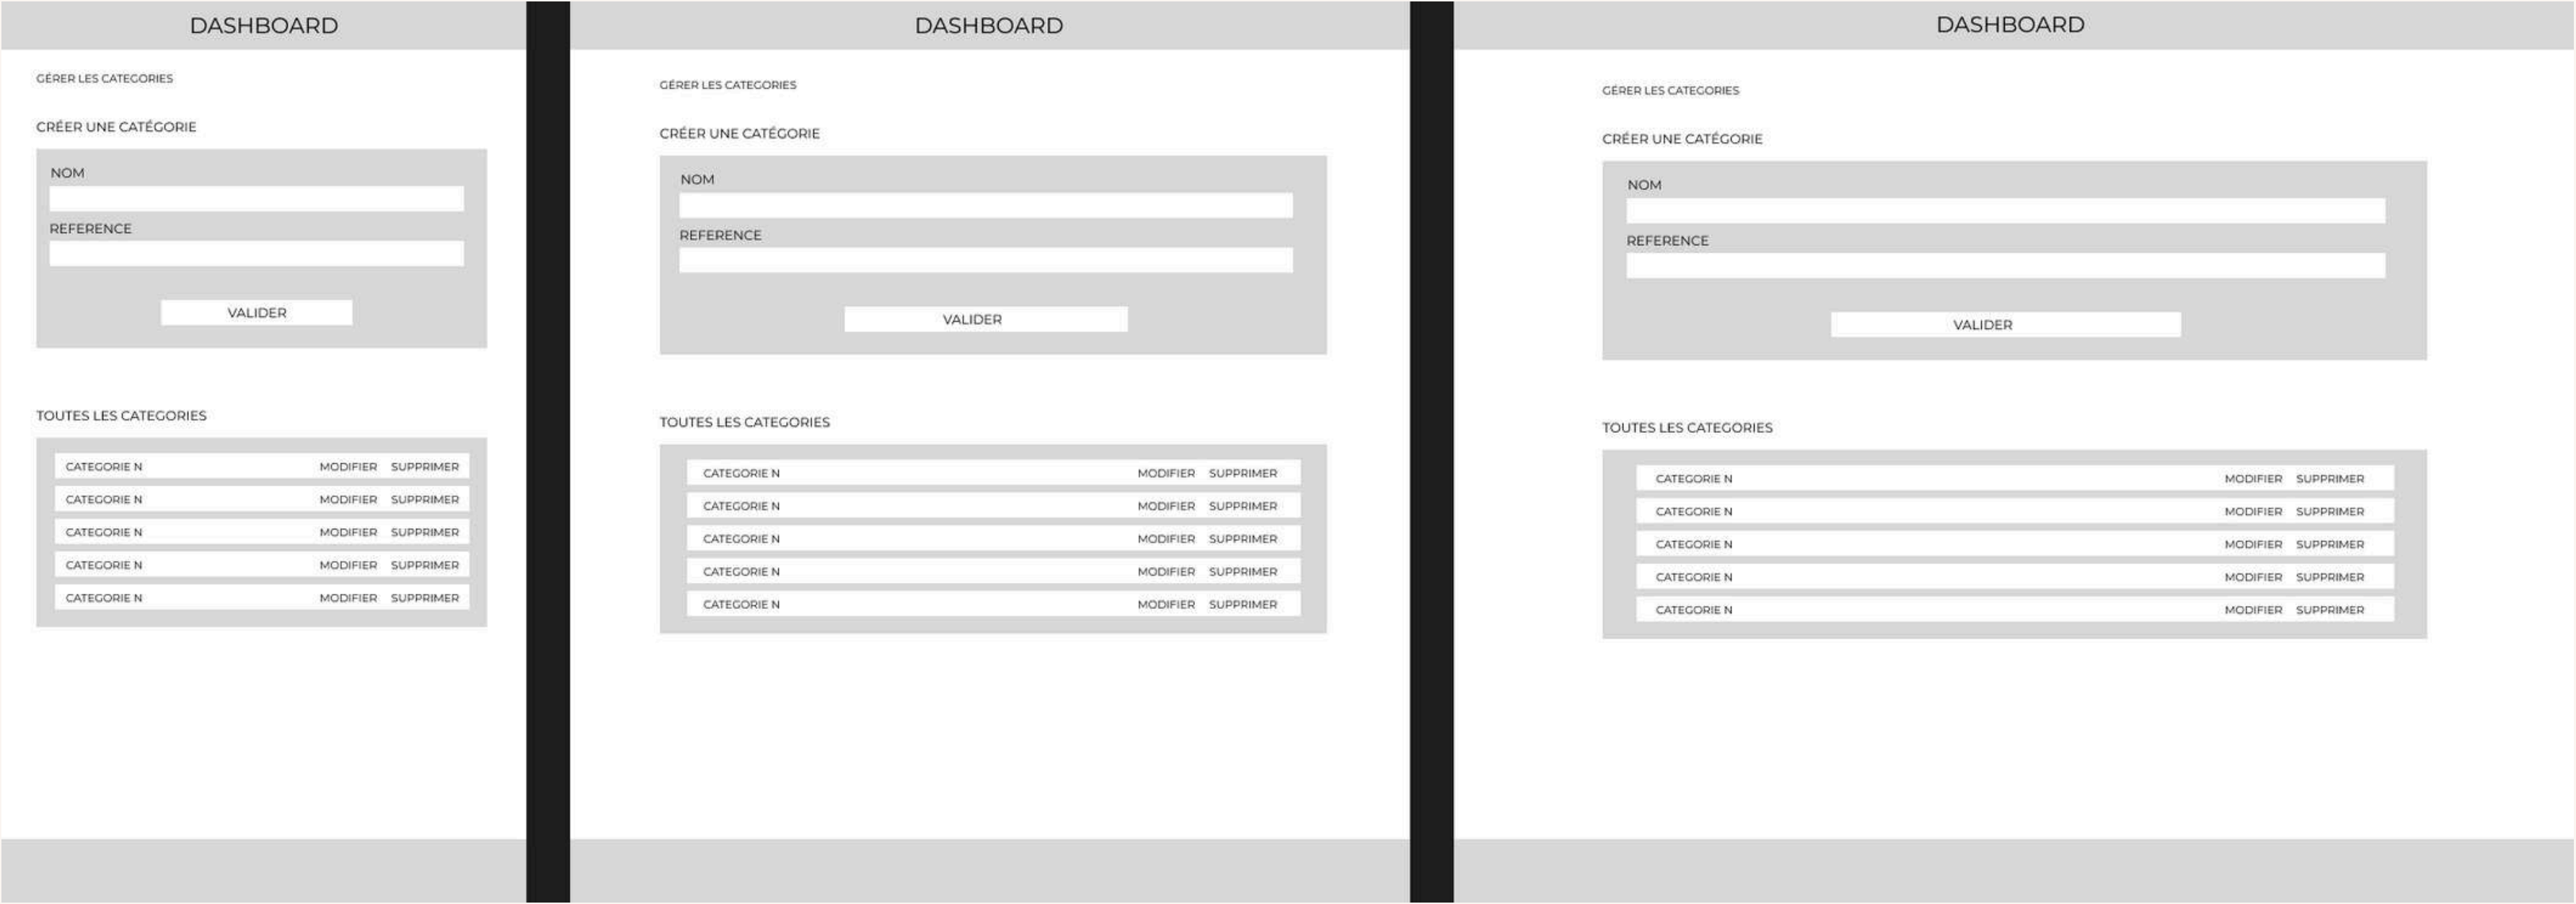 DASHBOARD
GÉRER LES CATEGORIES
CRÉER UNE CATÉGORIE
NOM
REFERENCE
VALIDER
TOUTES LES CATEGORIES
CATEGORIE N MODIFIER SUPPRIMER
CATEGORIE N MODIFIER SUPPRIMER
CATEGORIE N MODIFIER SUPPRIMER
CATEGORIE N MODIFIER SUPPRIMER
CATEGORIE N MODIFIER SUPPRIMER
DASHBOARD
GÉRER LES CATEGORIES
CRÉER UNE CATÉGORIE
NOM
REFERENCE
VALIDER
TOUTES LES CATEGORIES
CATEGORIE N MODIFIER SUPPRIMER
CATEGORIE N MODIFIER SUPPRIMER
CATEGORIE N MODIFIER SUPPRIMER
CATEGORIE N MODIFIER SUPPRIMER
CATEGORIE N MODIFIER SUPPRIMER
DASHBOARD
GÉRER LES CATEGORIES
CRÉER UNE CATÉGORIE
NOM
REFERENCE
VALIDER
TOUTES LES CATEGORIES
CATEGORIE N MODIFIER SUPPRIMER
CATEGORIE N MODIFIER SUPPRIMER
CATEGORIE N MODIFIER SUPPRIMER
CATEGORIE N MODIFIER SUPPRIMER
CATEGORIE N MODIFIER SUPPRIMER